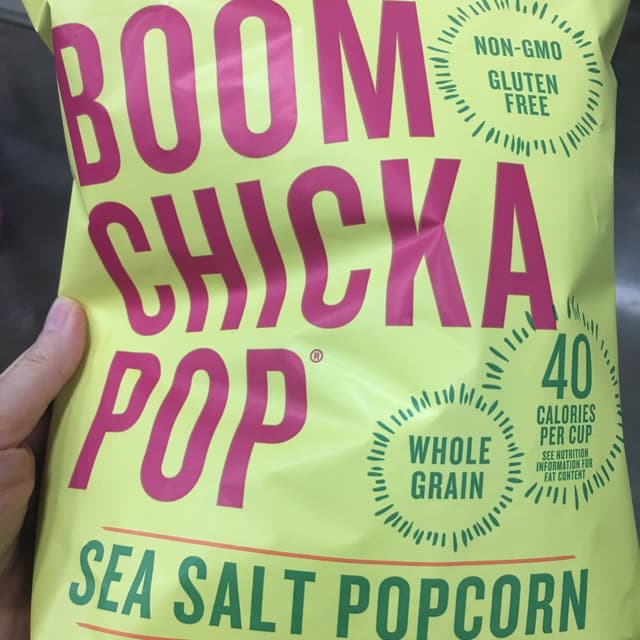 BOOM
CHICKA
POP®
NON-GMO
GLUTEN
FREE
40
CALORIES
PER CUP
SEE NUTRITION
INFORMATION FOR
FAT CONTENT
WHOLE
GRAIN
SEA SALT POPCORN